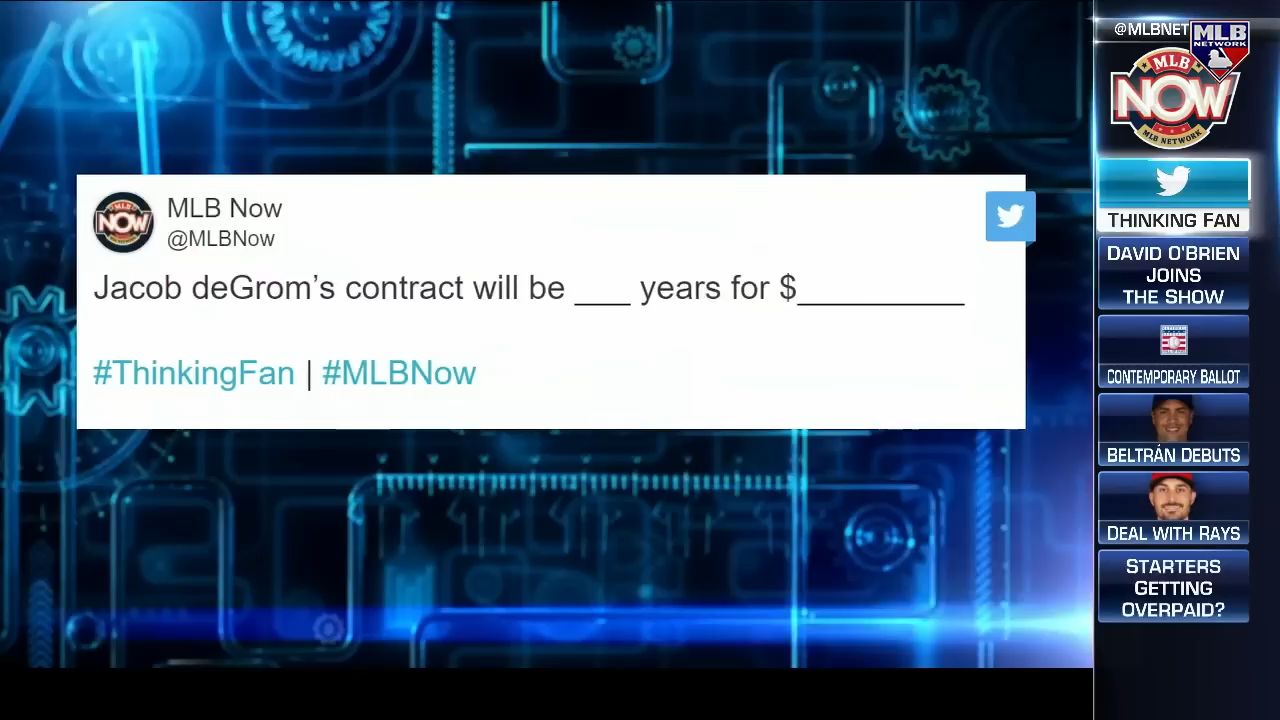 MLB Now
@MLBNow
Jacob deGrom’s contract will be ___ years for $_________
#ThinkingFan | #MLBNow
@MLBNET
MLB
NETWORK
MLB
NOW
MLB NETWORK
THINKING FAN
DAVID O'BRIEN
JOINS
THE SHOW
CONTEMPORARY BALLOT
BELTRÁN DEBUTS
DEAL WITH RAYS
STARTERS
GETTING
OVERPAID?